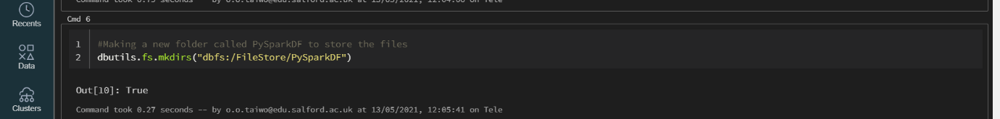 Command took 0.15 seconds -- by o.o.taiwo@edu.salford.ac.uk at 13/05/2021, 12:04:06 on Tele
Recents
Cmd 6
1 #Making a new folder called PySparkDF to store the files
2 dbutils.fs.mkdirs("dbfs:/FileStore/PySparkDF")
Data
Out[10]: True
Clusters
Command took 0.27 seconds -- by o.o.taiwo@edu.salford.ac.uk at 13/05/2021, 12:05:41 on Tele